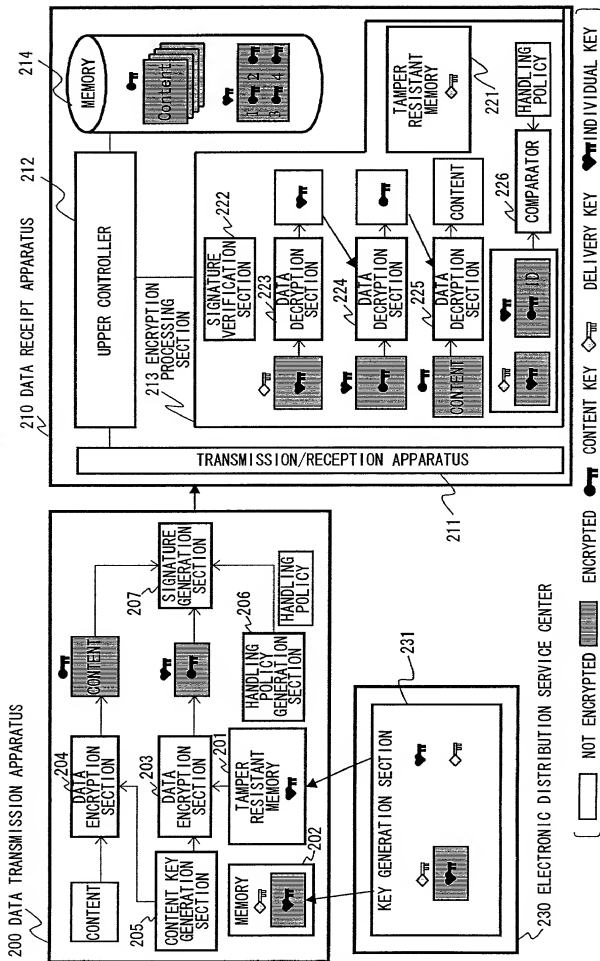 200 DATA TRANSMISSION APPARATUS
204
CONTENT
DATA
ENCRYPTION
SECTION
CONTENT
207
SIGNATURE
GENERATION
SECTION
205
CONTENT KEY
GENERATION
SECTION
203
DATA
ENCRYPTION
SECTION
201
206
HANDLING
POLICY
GENERATION
SECTION
HANDLING
POLICY
MEMORY
202
TAMPER
RESISTANT
MEMORY
KEY GENERATION SECTION
231
230 ELECTRONIC DISTRIBUTION SERVICE CENTER
210 DATA RECEIPT APPARATUS
212
214
UPPER CONTROLLER
MEMORY
Content
1
2
3
4
213 ENCRYPTION
PROCESSING
SECTION
SIGNATURE
VERIFICATION
SECTION
222
223
DATA
DECRYPTION
SECTION
224
DATA
DECRYPTION
SECTION
225
CONTENT
DATA
DECRYPTION
SECTION
CONTENT
TAMPER
RESISTANT
MEMORY
221
ID
226
COMPARATOR
HANDLING
POLICY
TRANSMISSION/RECEPTION APPARATUS
211
NOT ENCRYPTED
ENCRYPTED
CONTENT KEY
DELIVERY KEY
INDIVIDUAL KEY